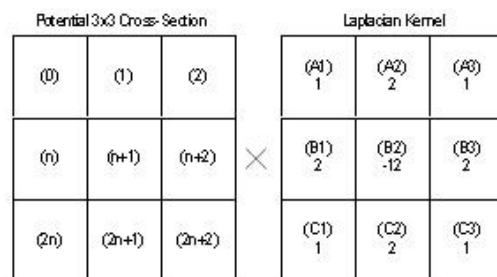 Potential 3x3 Cross-Section Laplacian Kernel
(0) (1) (2) (A1) (A2) (A3)
1 2 1
(n) (n+1) (n+2) (B1) (B2) (B3)
2 -12 2
(2n) (2n+1) (2n+2) (C1) (C2) (C3)
1 2 1